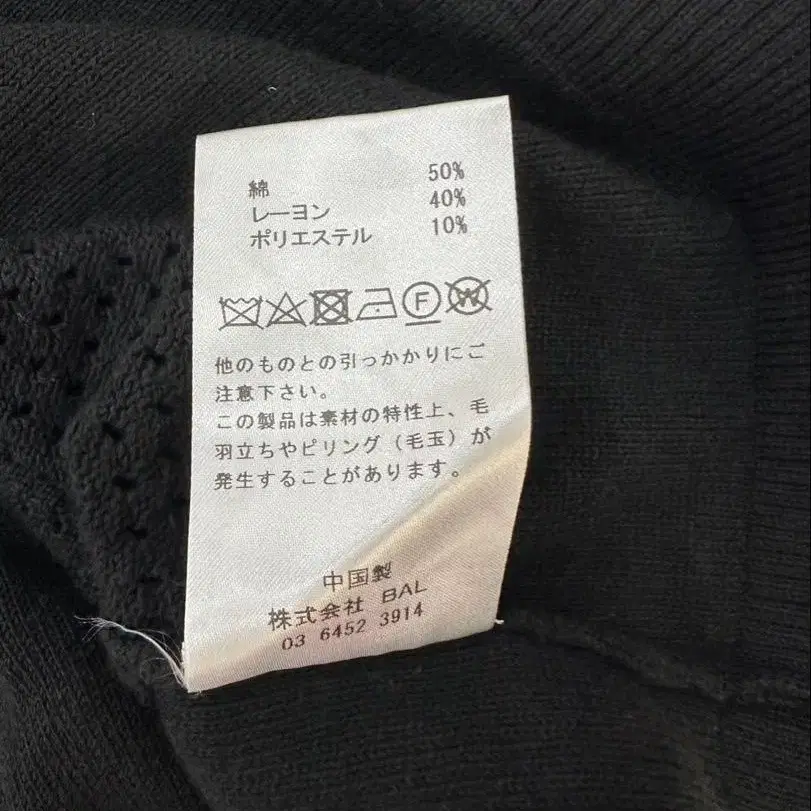 綿 50%
レーヨン 40%
ポリエステル 10%
F W
他のものとの引っかかりにご
注意下さい。
この製品は素材の特性上、毛
羽立ちやピリング（毛玉）が
発生することがあります。
中国製
株式会社 BAL
03 6452 3914